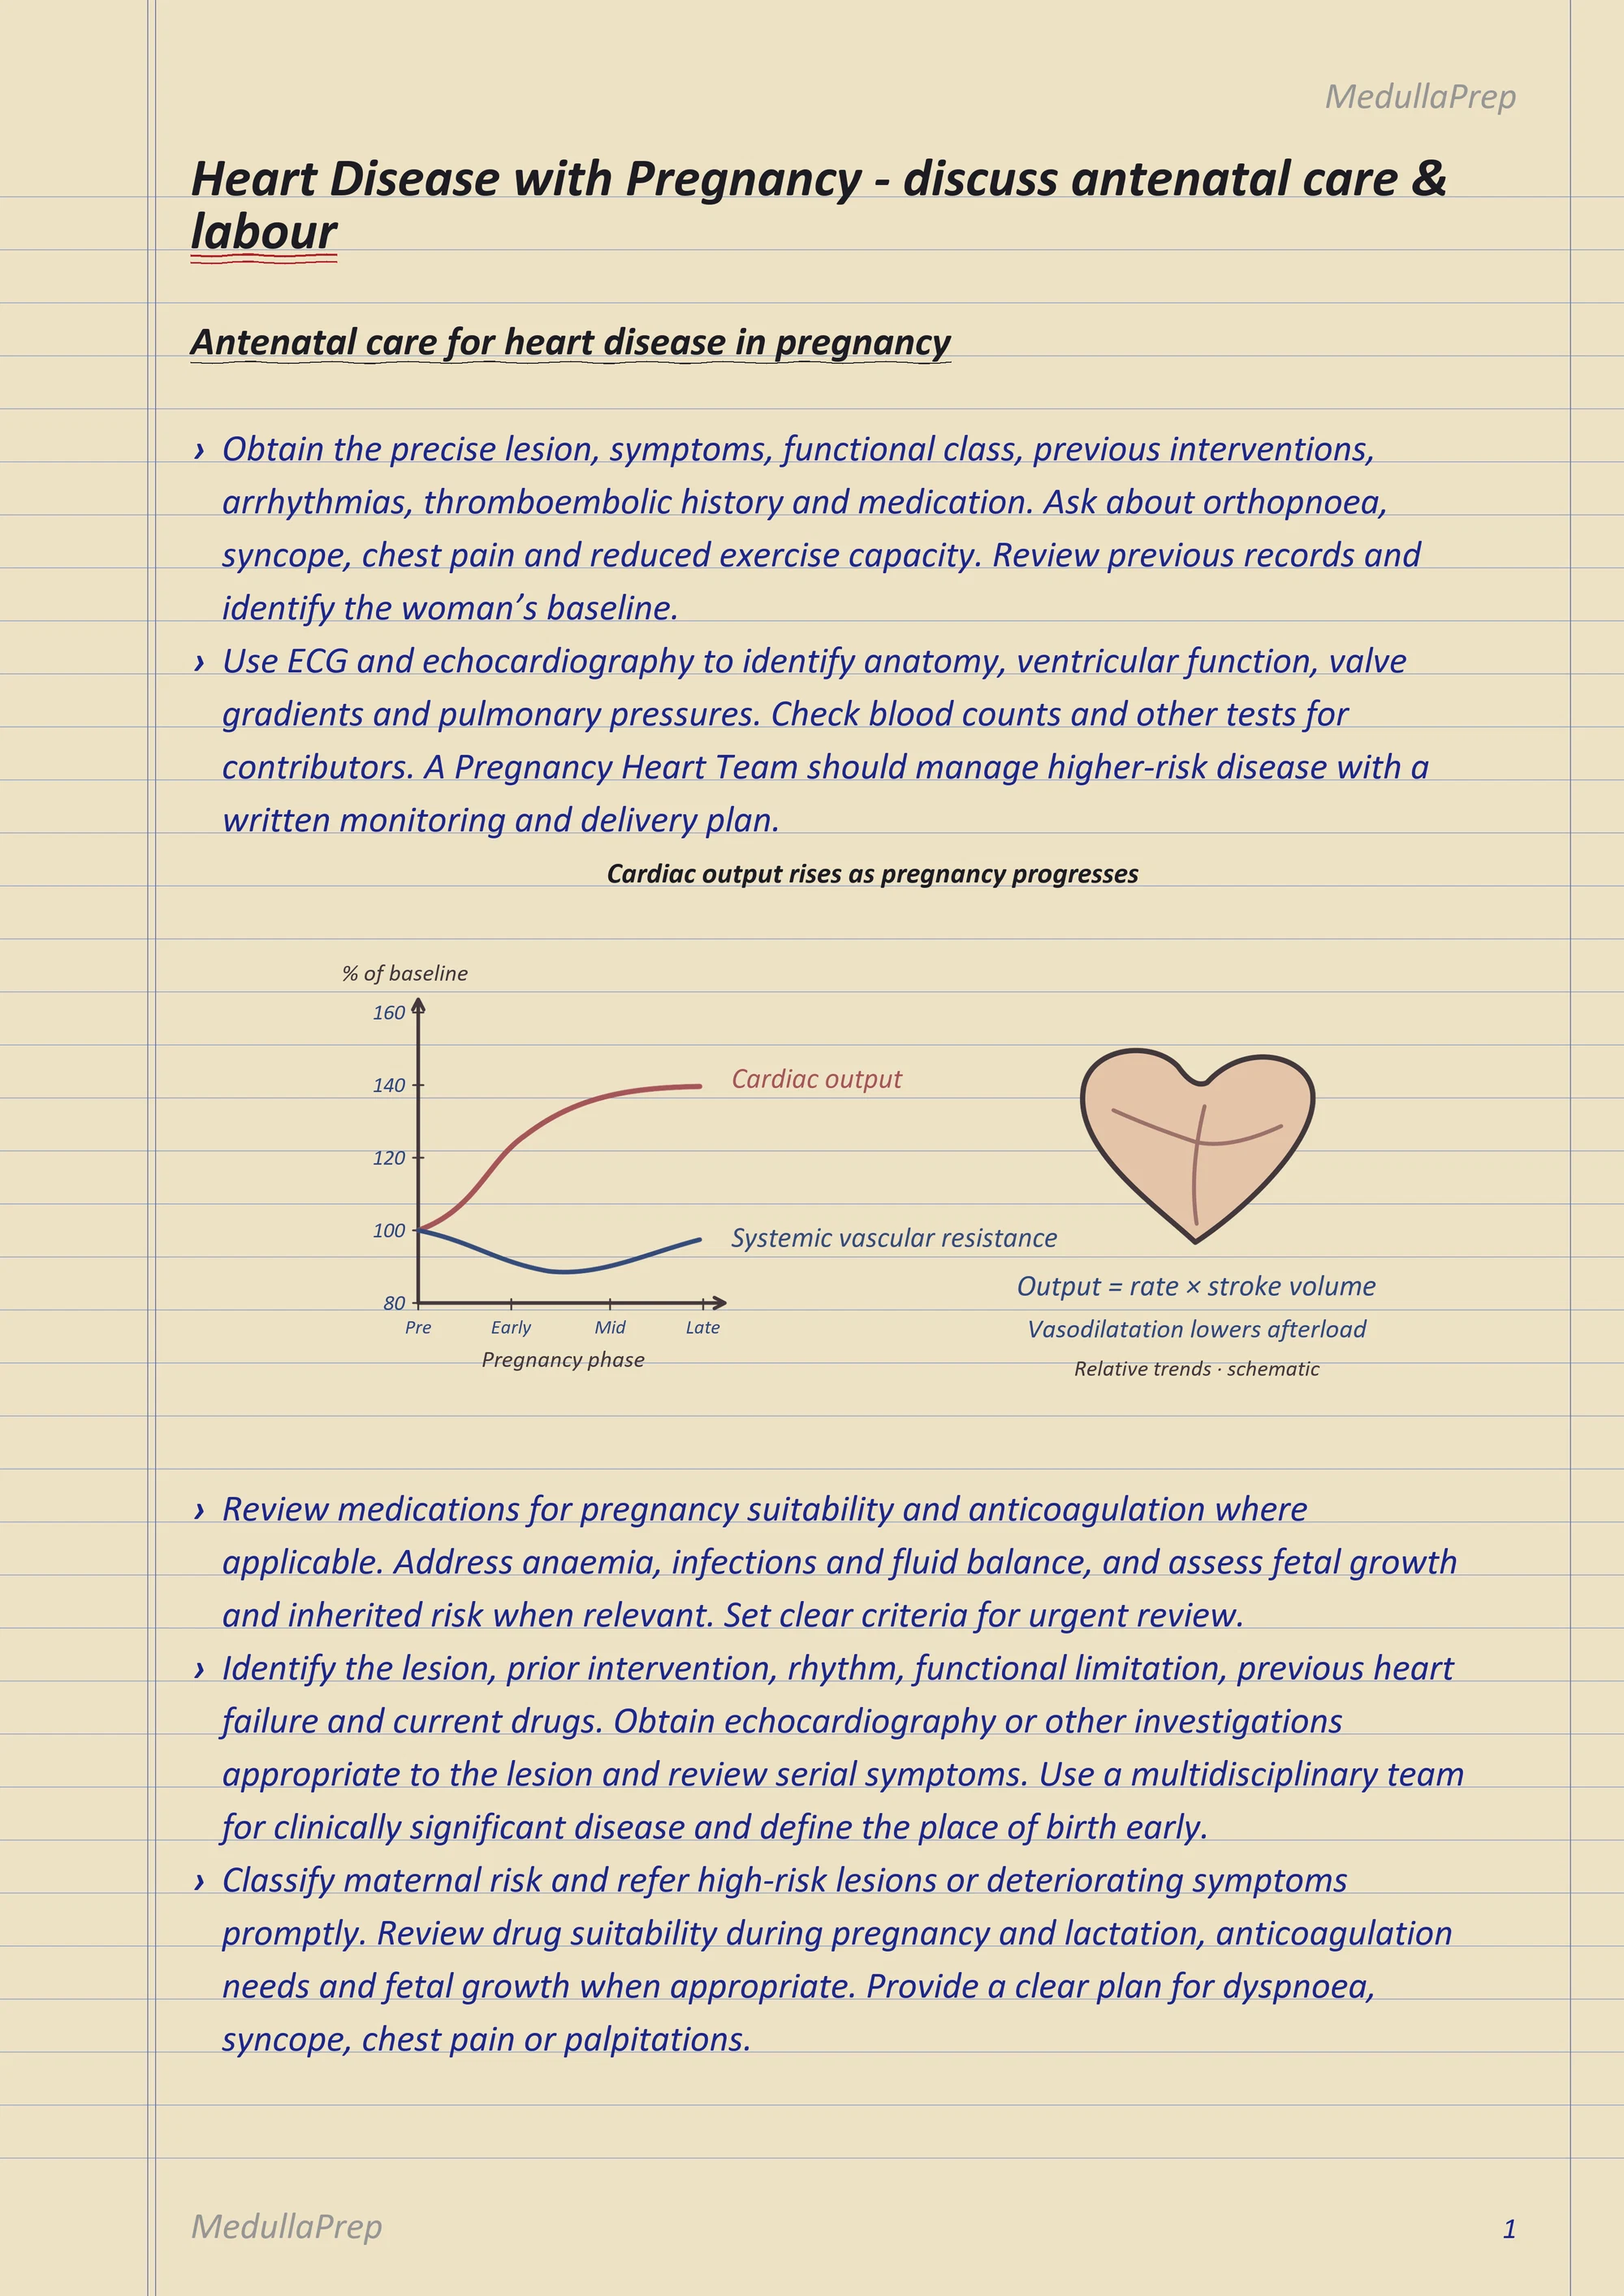 MedullaPrep
Heart Disease with Pregnancy - discuss antenatal care &
labour
Antenatal care for heart disease in pregnancy
› Obtain the precise lesion, symptoms, functional class, previous interventions,
arrhythmias, thromboembolic history and medication. Ask about orthopnoea,
syncope, chest pain and reduced exercise capacity. Review previous records and
identify the woman’s baseline.
› Use ECG and echocardiography to identify anatomy, ventricular function, valve
gradients and pulmonary pressures. Check blood counts and other tests for
contributors. A Pregnancy Heart Team should manage higher-risk disease with a
written monitoring and delivery plan.
Cardiac output rises as pregnancy progresses
% of baseline
160
140
120
100
80
Cardiac output
Systemic vascular resistance
Pre Early Mid Late
Pregnancy phase
Output = rate × stroke volume
Vasodilatation lowers afterload
Relative trends · schematic
› Review medications for pregnancy suitability and anticoagulation where
applicable. Address anaemia, infections and fluid balance, and assess fetal growth
and inherited risk when relevant. Set clear criteria for urgent review.
› Identify the lesion, prior intervention, rhythm, functional limitation, previous heart
failure and current drugs. Obtain echocardiography or other investigations
appropriate to the lesion and review serial symptoms. Use a multidisciplinary team
for clinically significant disease and define the place of birth early.
› Classify maternal risk and refer high-risk lesions or deteriorating symptoms
promptly. Review drug suitability during pregnancy and lactation, anticoagulation
needs and fetal growth when appropriate. Provide a clear plan for dyspnoea,
syncope, chest pain or palpitations.
MedullaPrep
1